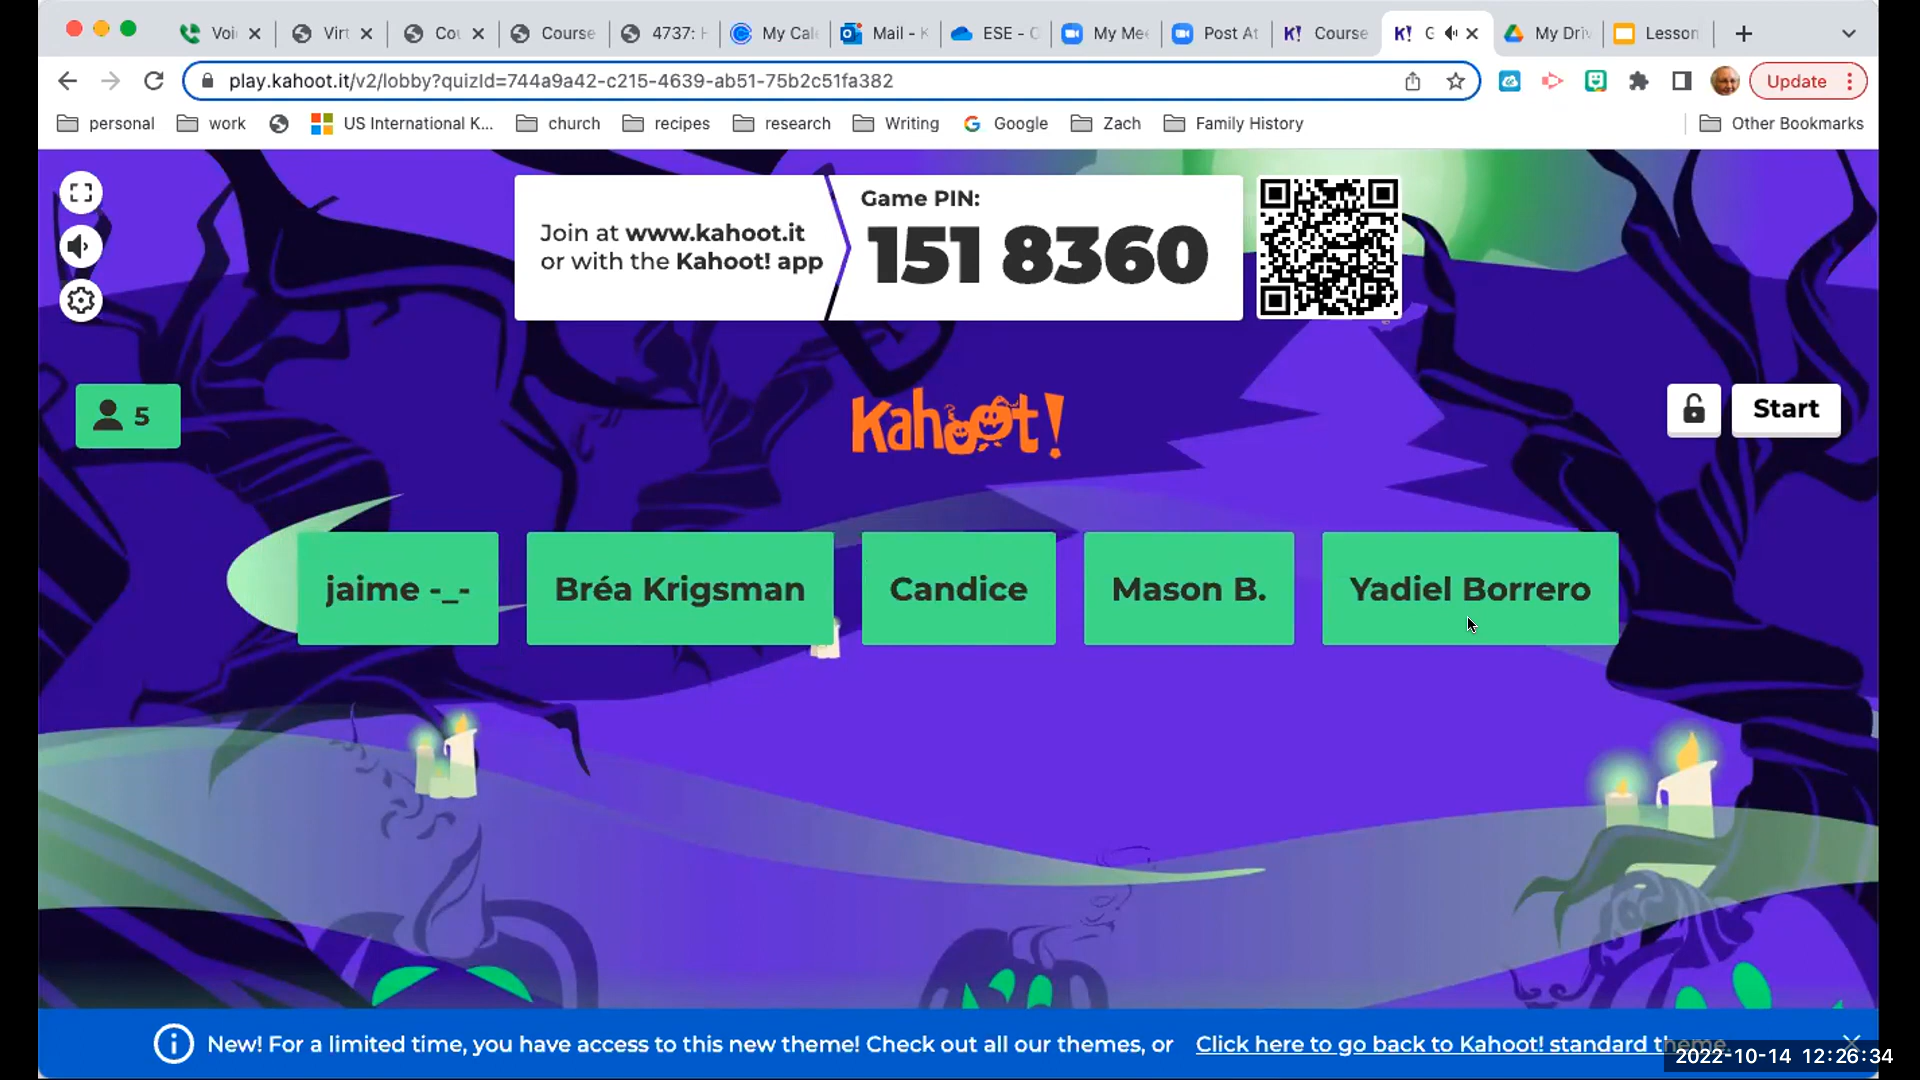 Voi
Virt
Cou
Course
4737: H
My Cal
Mail - K
ESE - C
My Mee
Post At
K! Course
K! G
My Driv
Lesson
play.kahoot.it/v2/lobby?quizId=744a9a42-c215-4639-ab51-75b2c51fa382
Update
personal
work
US International K...
church
recipes
research
Writing
Google
Zach
Family History
Other Bookmarks
Join at www.kahoot.it
or with the Kahoot! app
Game PIN:
151 8360
5
Kahoot!
Start
jaime -_-
Bréa Krigsman
Candice
Mason B.
Yadiel Borrero
New! For a limited time, you have access to this new theme! Check out all our themes, or Click here to go back to Kahoot! standard theme.
2022-10-14 12:26:34